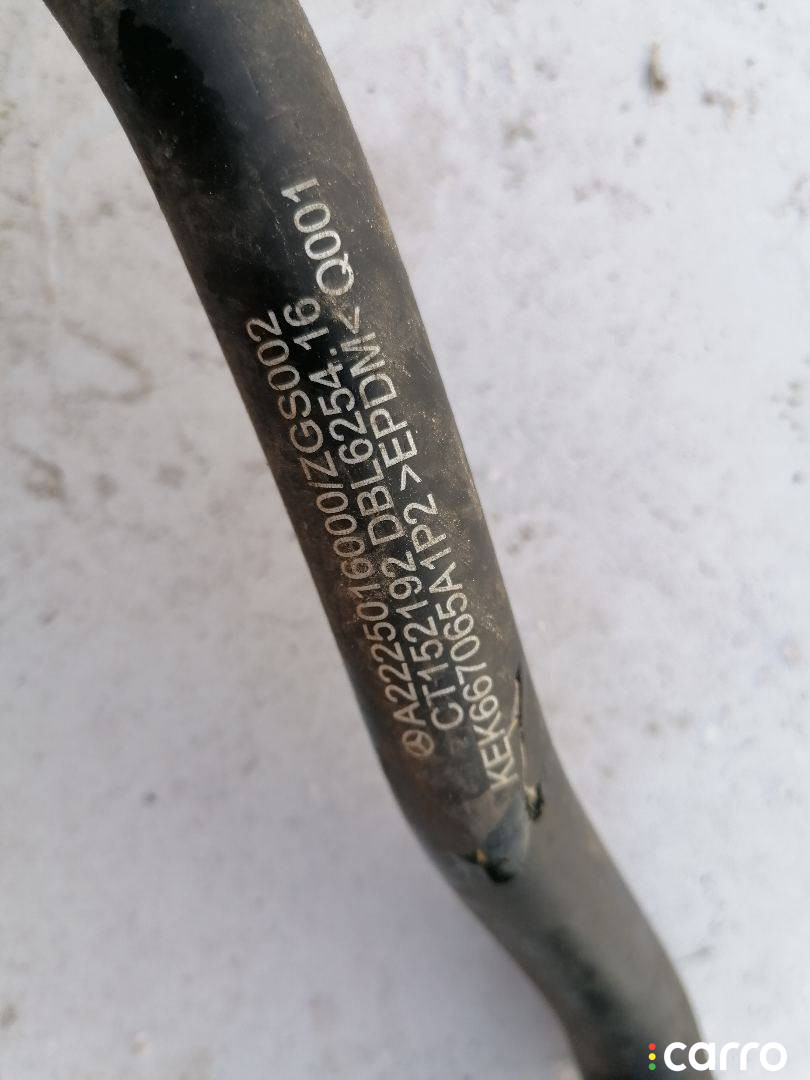 A2225016000/ZGS002
CT152192 DBL6254.16
KEK667065A1P2 >EPDM< Q001
carro